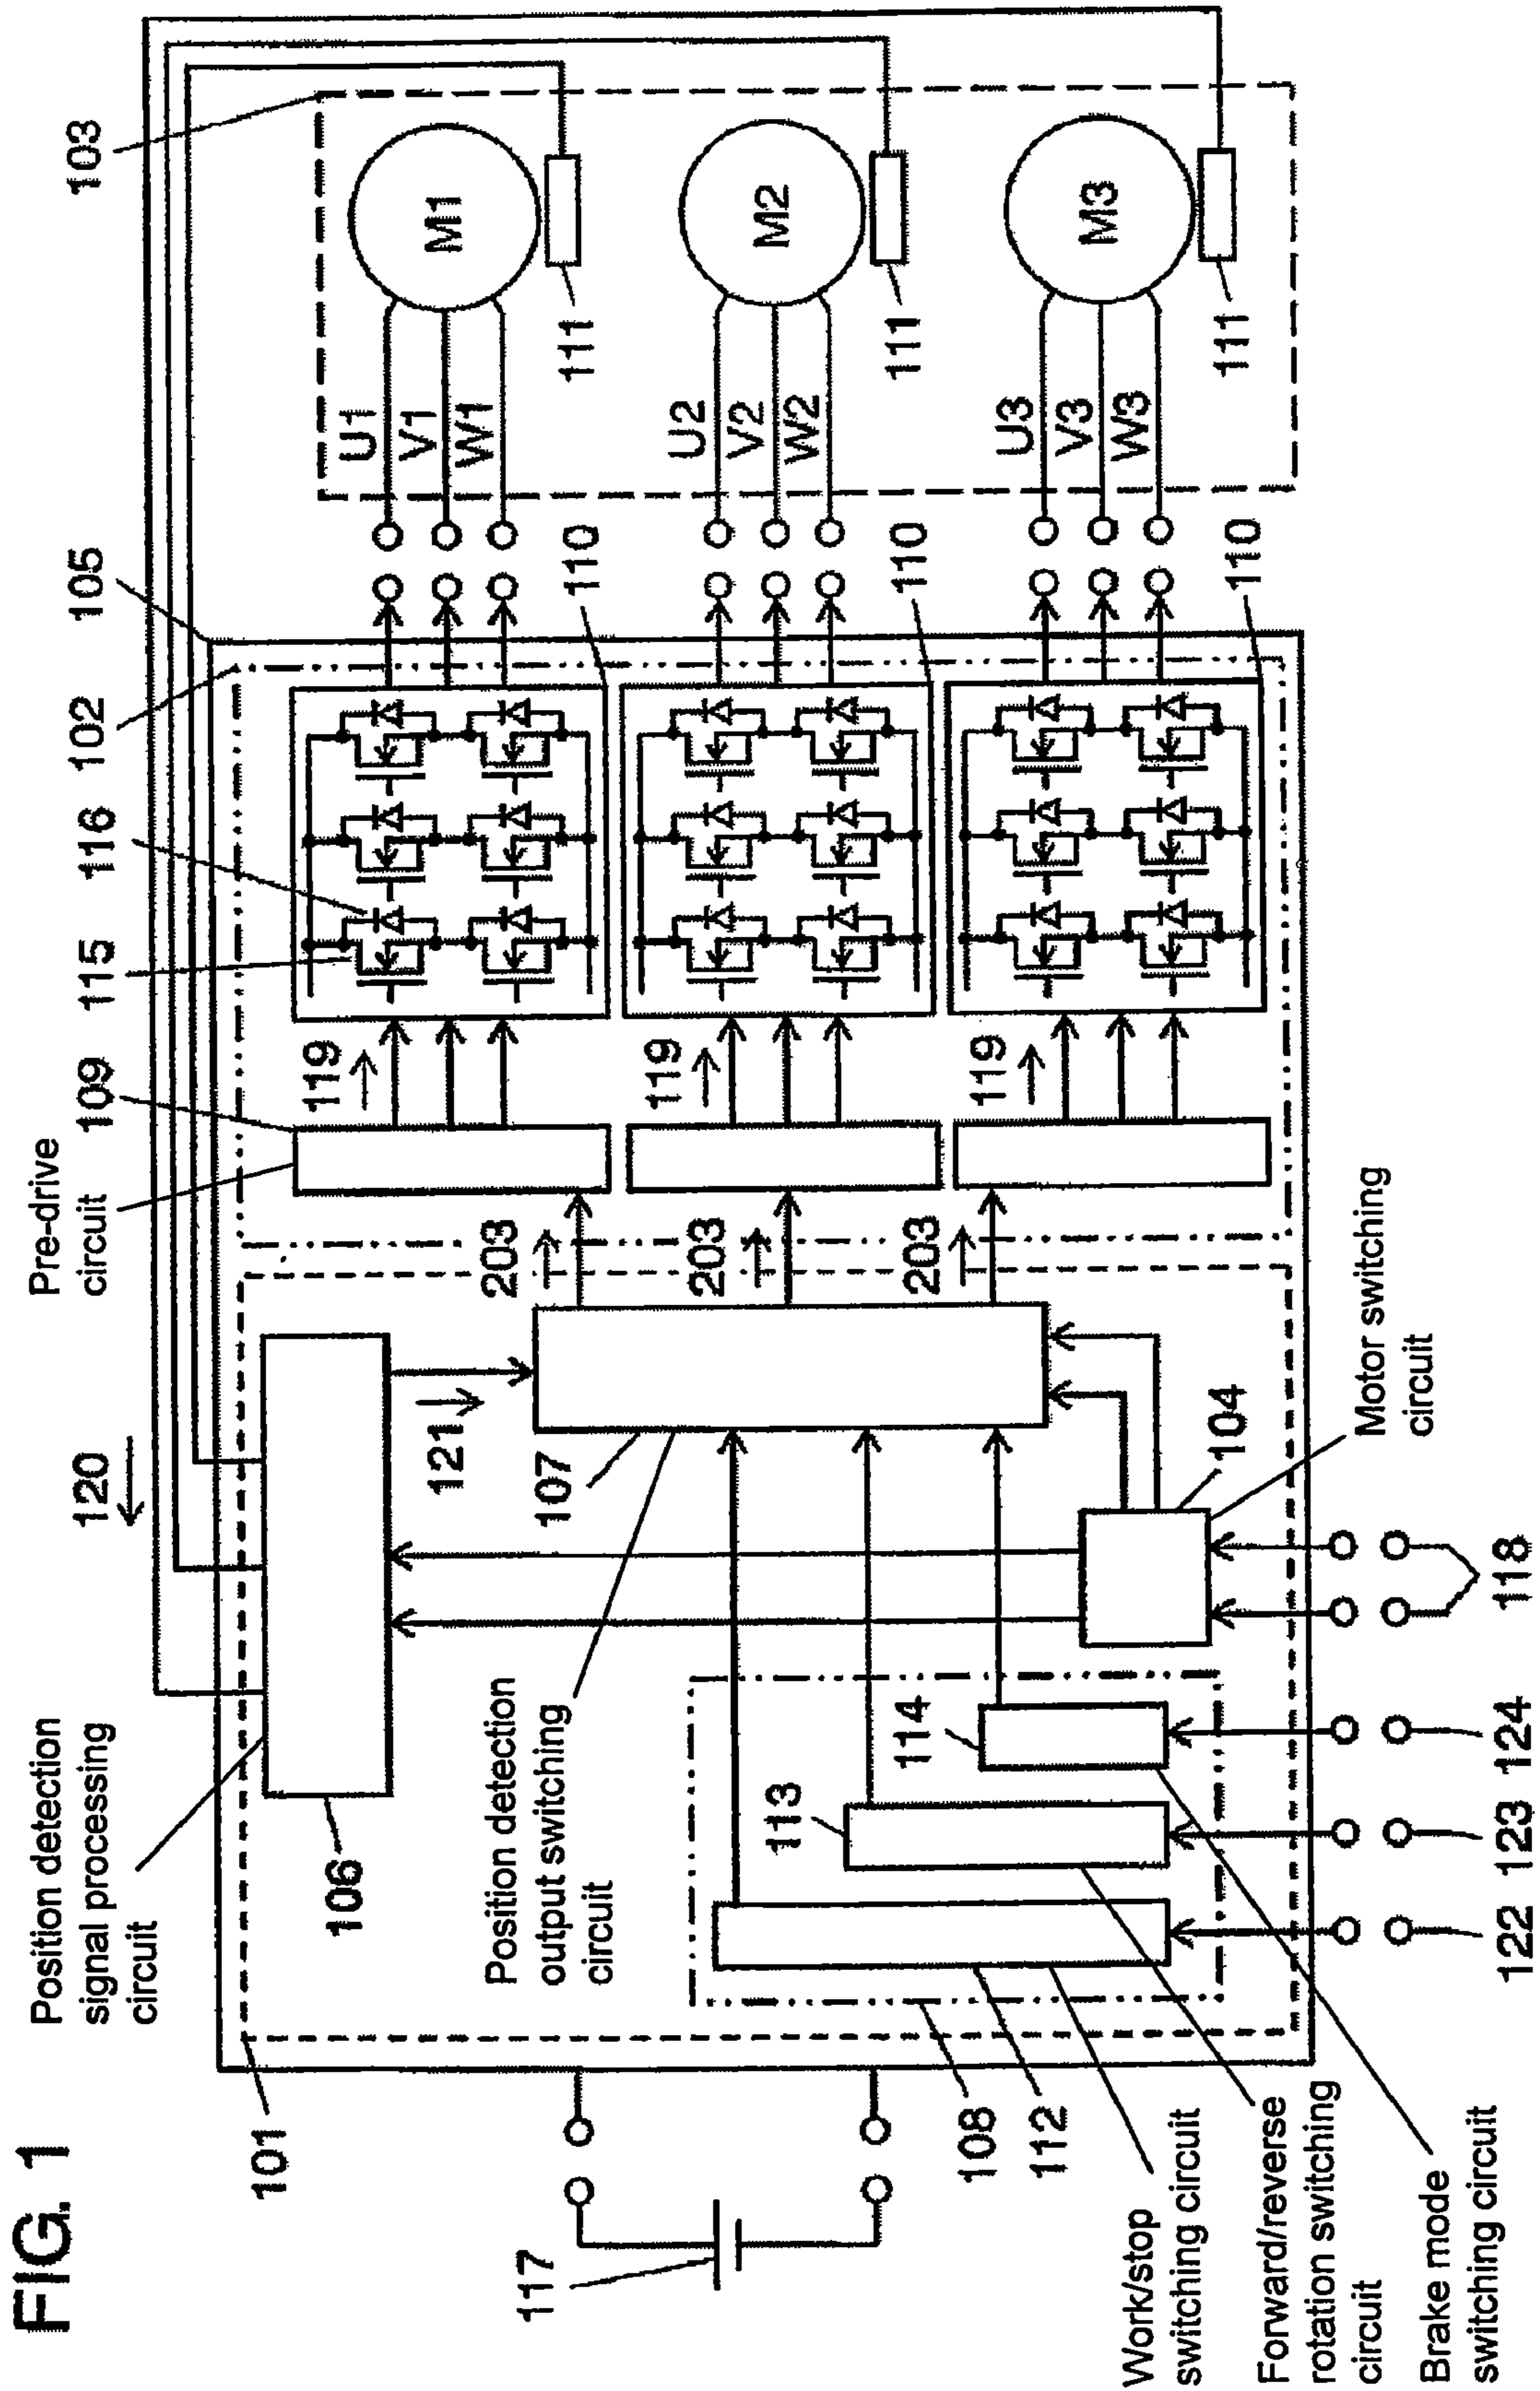 FIG. 1
101
Position detection
signal processing
circuit
106
120
Pre-drive
circuit
109
115
116
102
105
103
Position detection
output switching
circuit
107
121
203
203
203
119
119
119
110
110
110
U1
V1
W1
M1
111
U2
V2
W2
M2
111
U3
V3
W3
M3
111
117
108
112
113
114
104
Motor switching
circuit
Work/stop
switching circuit
Forward/reverse
rotation switching
circuit
Brake mode
switching circuit
122
123
124
118